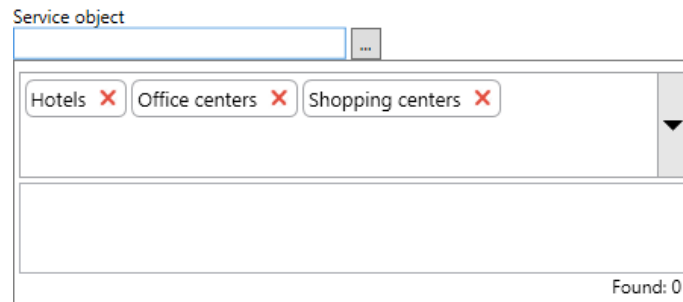 Service object
...
Hotels Office centers Shopping centers
Found: 0